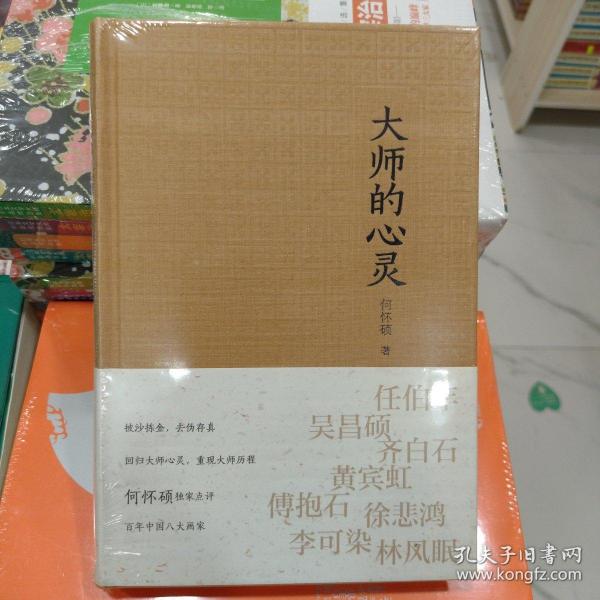 大师的心灵
何怀硕 著
披沙拣金，去伪存真
回归大师心灵，重现大师历程
何怀硕独家点评
百年中国八大画家
任伯年
吴昌硕
齐白石
黄宾虹
傅抱石
徐悲鸿
李可染
林风眠
孔夫子旧书网
www.kongfz.com